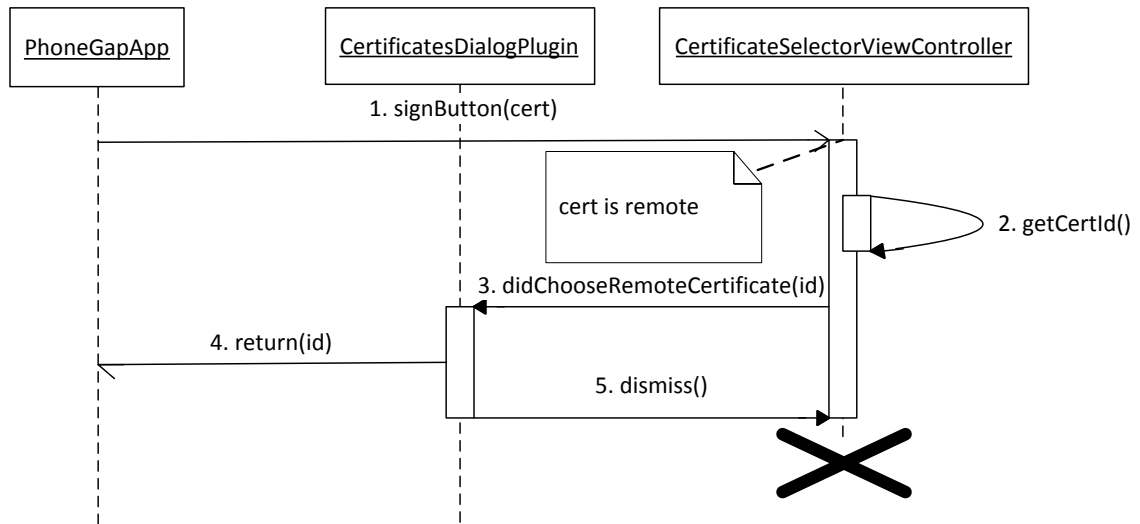 PhoneGapApp
CertificatesDialogPlugin
CertificateSelectorViewController
1. signButton(cert)
cert is remote
2. getCertId()
3. didChooseRemoteCertificate(id)
4. return(id)
5. dismiss()